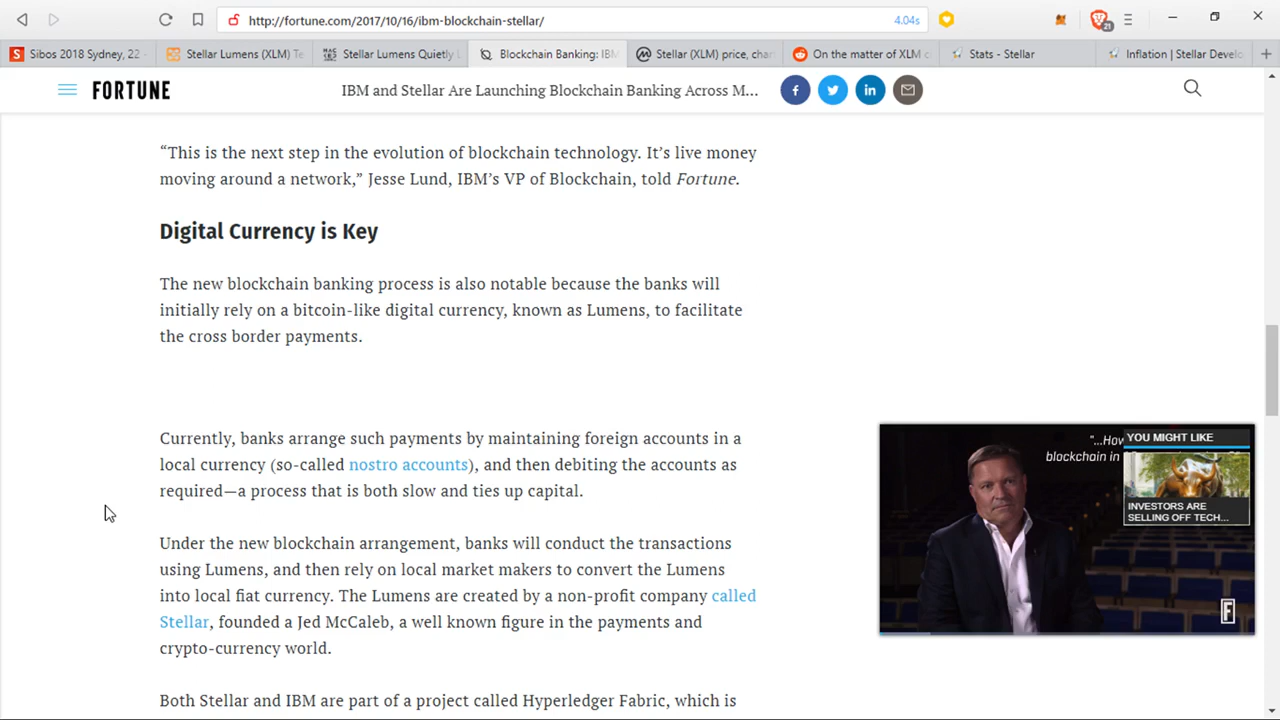 http://fortune.com/2017/10/16/ibm-blockchain-stellar/
4.04s
21
Sibos 2018 Sydney, 22 -
Stellar Lumens (XLM) Te
Stellar Lumens Quietly L
Blockchain Banking: IBM
Stellar (XLM) price, char
On the matter of XLM c
Stats - Stellar
Inflation | Stellar Develo
FORTUNE
IBM and Stellar Are Launching Blockchain Banking Across M...
“This is the next step in the evolution of blockchain technology. It’s live money
moving around a network,” Jesse Lund, IBM’s VP of Blockchain, told Fortune.
Digital Currency is Key
The new blockchain banking process is also notable because the banks will
initially rely on a bitcoin-like digital currency, known as Lumens, to facilitate
the cross border payments.
Currently, banks arrange such payments by maintaining foreign accounts in a
local currency (so-called nostro accounts), and then debiting the accounts as
required—a process that is both slow and ties up capital.
"...How
blockchain in
YOU MIGHT LIKE
INVESTORS ARE
SELLING OFF TECH...
F
Under the new blockchain arrangement, banks will conduct the transactions
using Lumens, and then rely on local market makers to convert the Lumens
into local fiat currency. The Lumens are created by a non-profit company called
Stellar, founded a Jed McCaleb, a well known figure in the payments and
crypto-currency world.
Both Stellar and IBM are part of a project called Hyperledger Fabric, which is